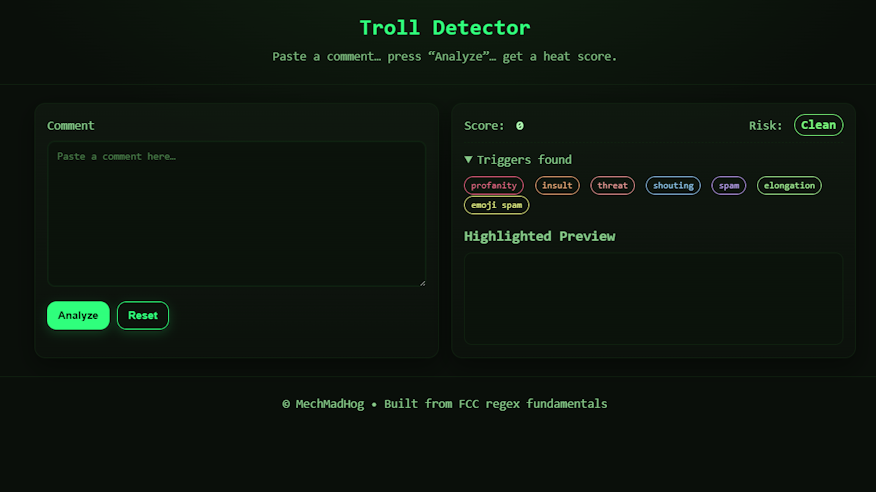 Troll Detector
Paste a comment… press “Analyze”… get a heat score.
Comment
Paste a comment here…
Analyze
Reset
Score: 0
Risk: Clean
▼ Triggers found
profanity insult threat shouting spam elongation
emoji spam
Highlighted Preview
© MechMadHog • Built from FCC regex fundamentals